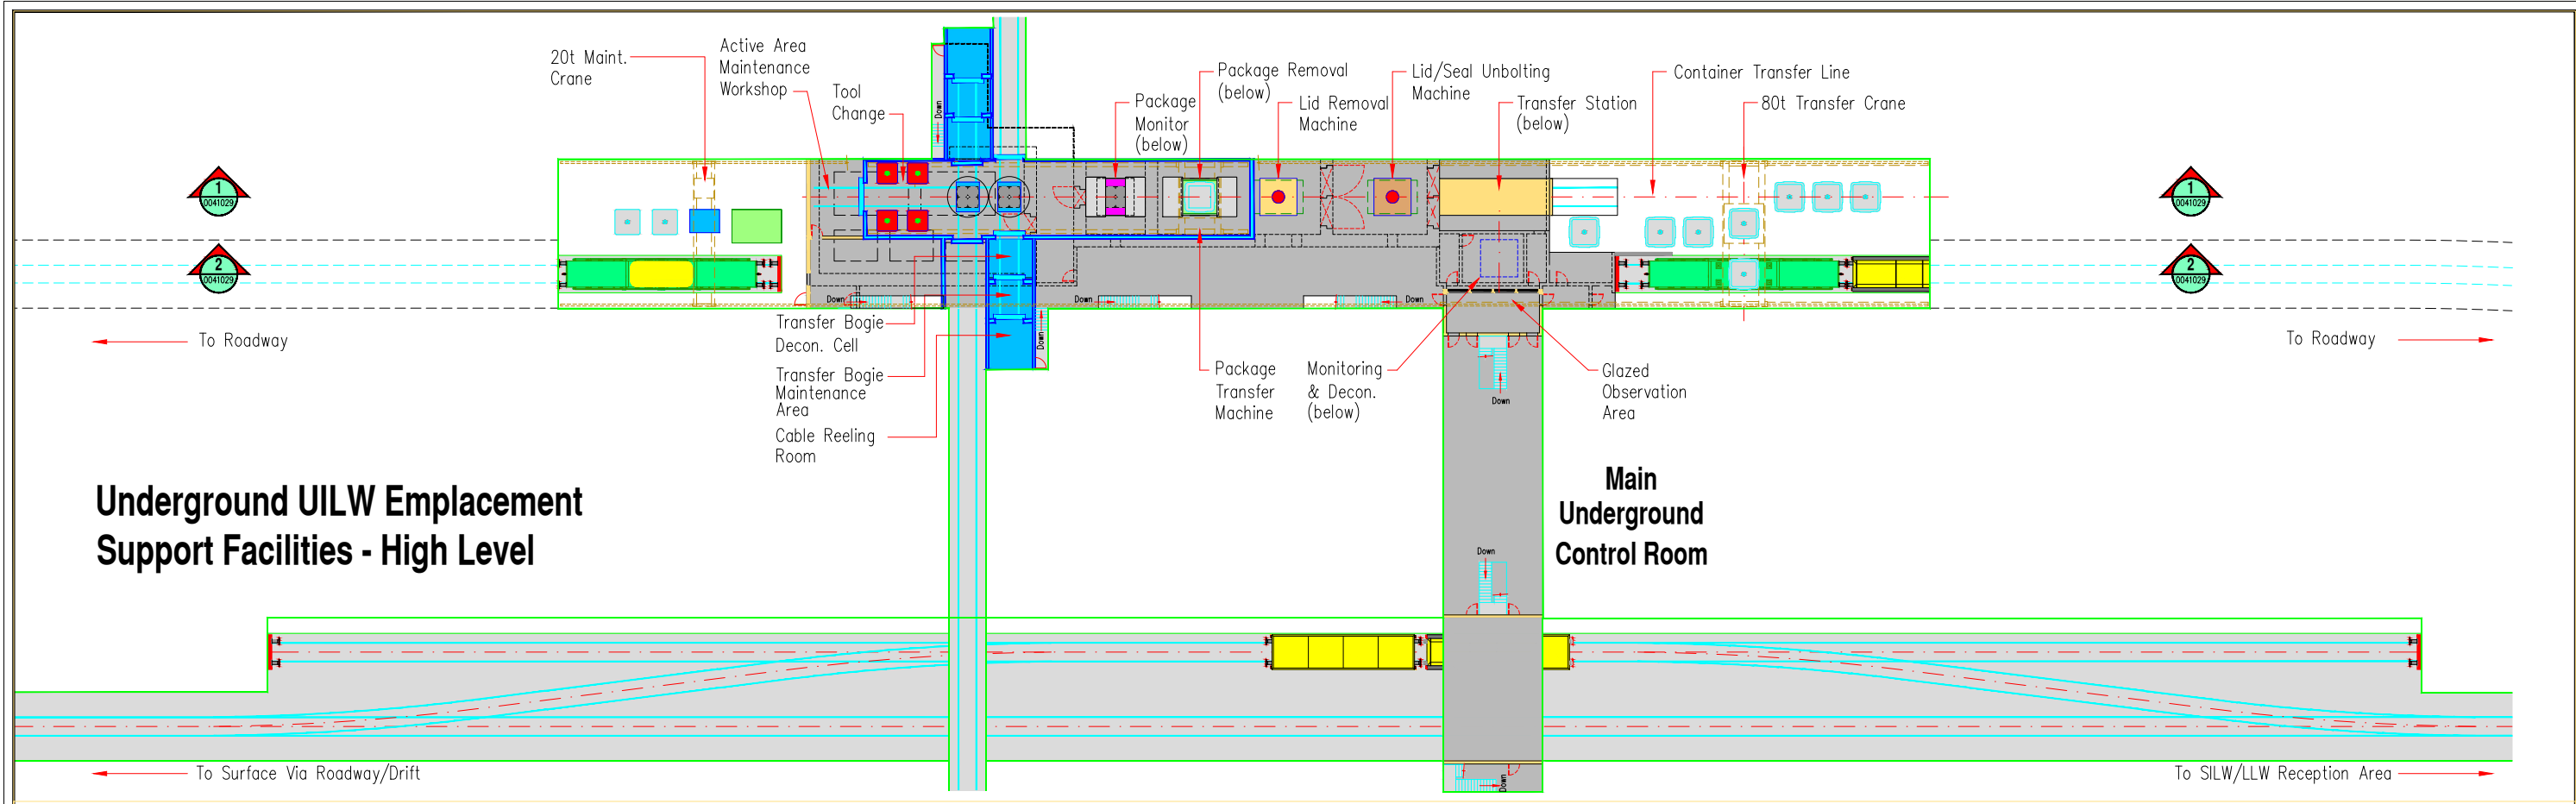 20t Maint.
Crane
Active Area
Maintenance
Workshop
Tool
Change
Down
Package
Monitor
(below)
Package Removal
(below)
Lid Removal
Machine
Lid/Seal Unbolting
Machine
Transfer Station
(below)
Container Transfer Line
80t Transfer Crane
1
0041029
2
0041029
1
0041029
2
0041029
Down
Down
Down
Down
To Roadway
To Roadway
Transfer Bogie
Decon. Cell
Transfer Bogie
Maintenance
Area
Cable Reeling
Room
Package
Transfer
Machine
Monitoring
& Decon.
(below)
Glazed
Observation
Area
Down
Underground UILW Emplacement
Support Facilities - High Level
Main
Underground
Control Room
Down
To Surface Via Roadway/Drift
To SILW/LLW Reception Area
Down